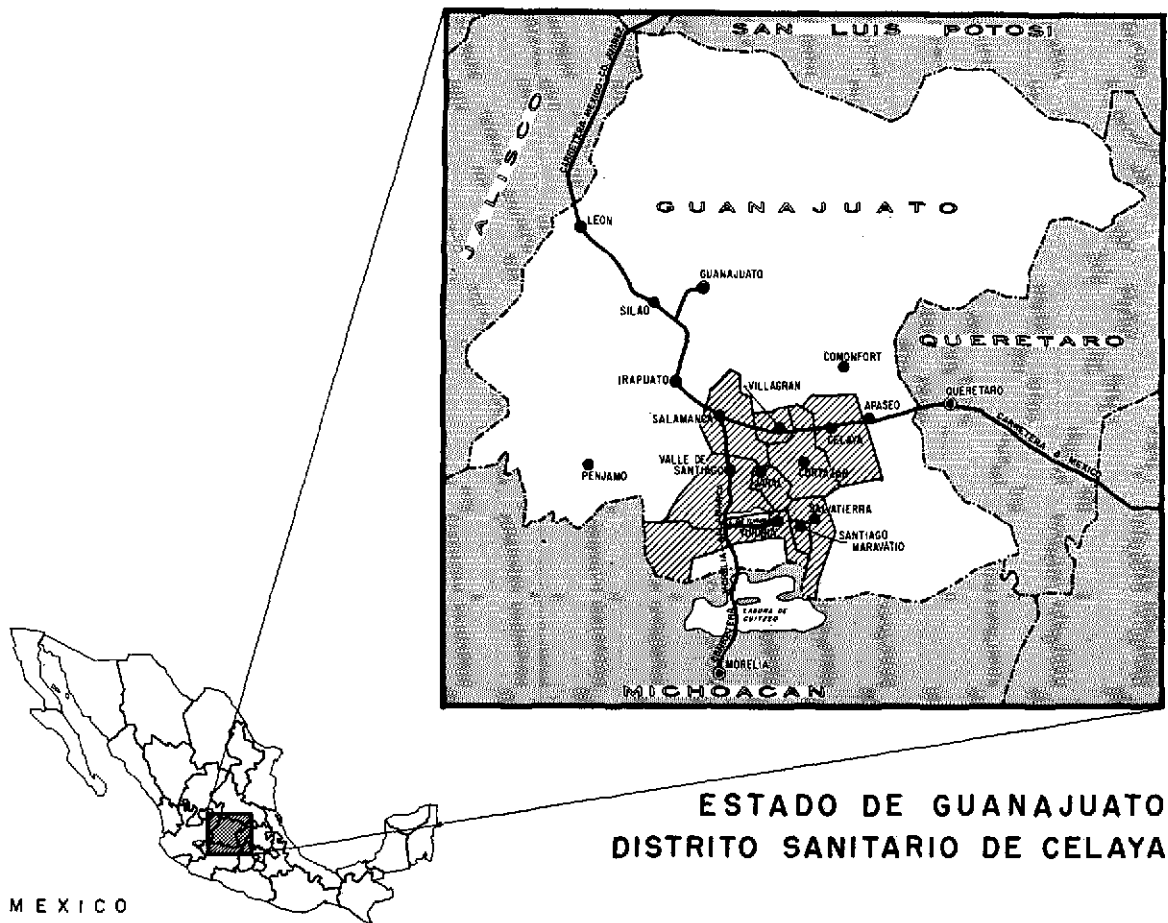 SAN LUIS POTOSI
JALISCO
GUANAJUATO
LEON
GUANAJUATO
SILAO
QUERETARO
COMONFORT
IRAPUATO
VILLAGRAN
QUERETARO
APASEO
SALAMANCA
CELAYA
CARRETERA A MEXICO
VALLE DE
SANTIAGO
CORTAZAR
PENJAMO
SALVATIERRA
SANTIAGO
MARAVATIO
LAGUNA DE
CUITZEO
MORELIA
MICHOACAN
ESTADO DE GUANAJUATO
DISTRITO SANITARIO DE CELAYA
MEXICO